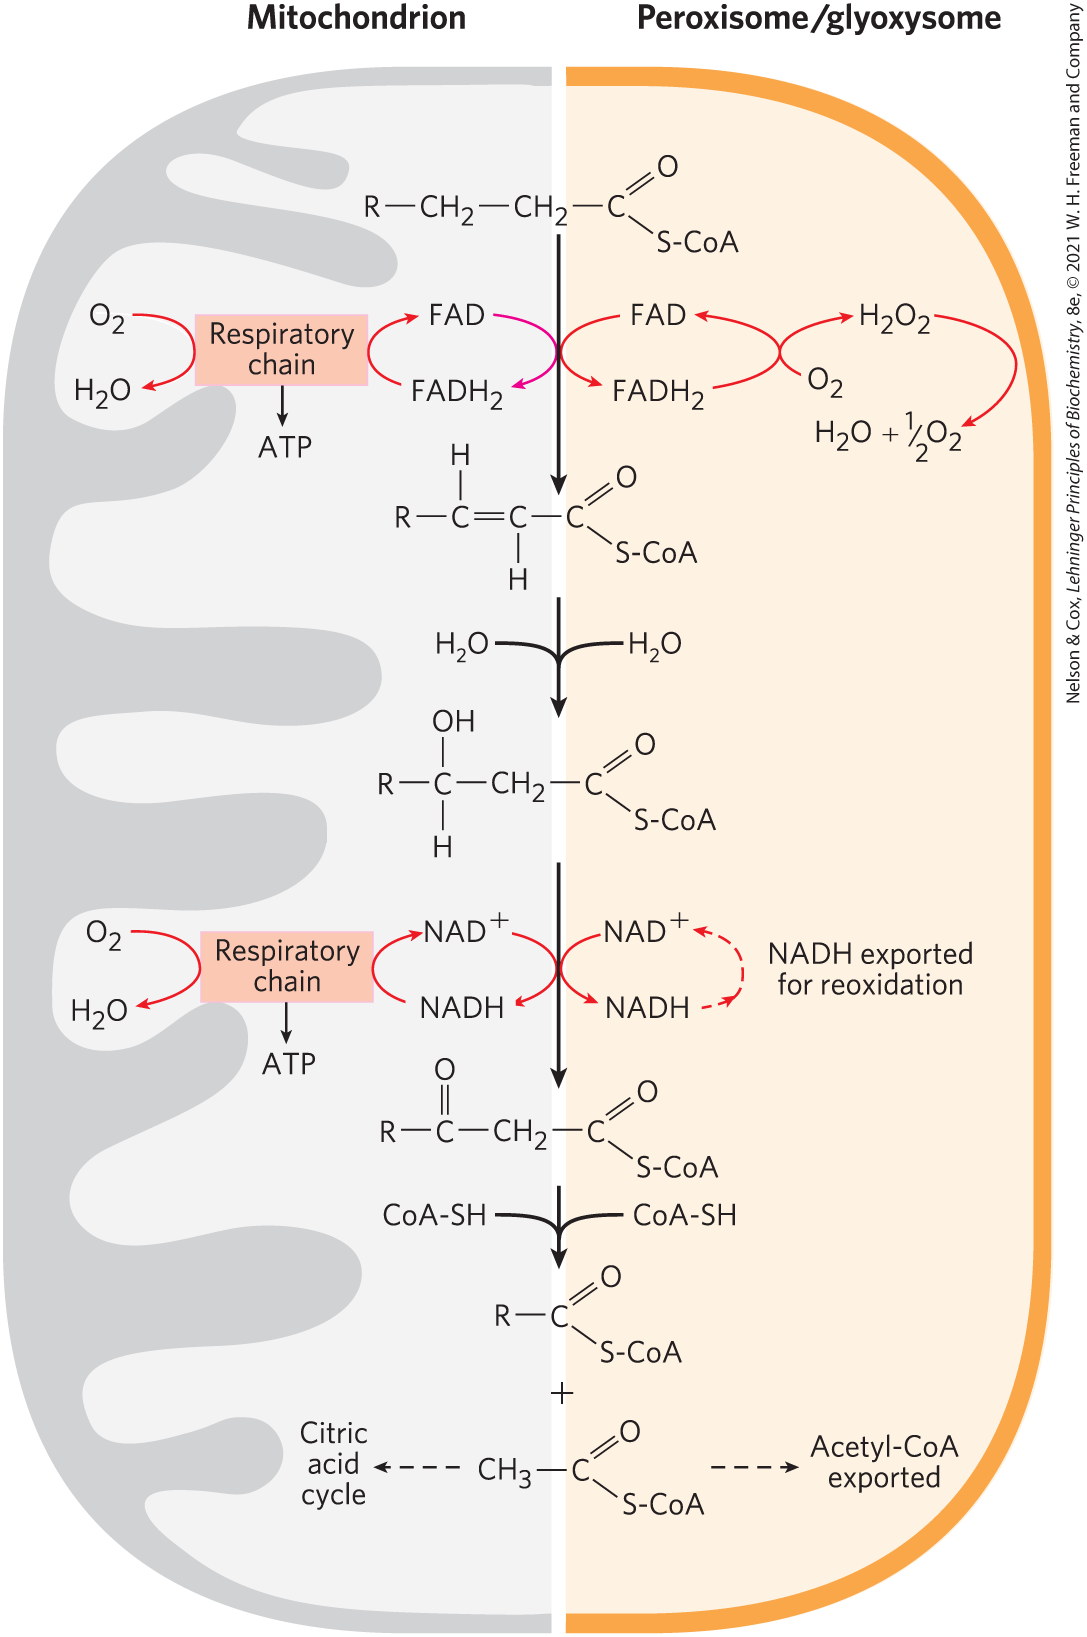 Mitochondrion
Peroxisome/glyoxysome
R—CH₂—CH₂—C
O
S-CoA
O₂
H₂O
Respiratory
chain
ATP
FAD
FADH₂
FAD
FADH₂
H₂O₂
O₂
H₂O + ½O₂
H
R—C=C—C
O
S-CoA
H
H₂O
H₂O
OH
R—C—CH₂—C
O
S-CoA
H
O₂
H₂O
Respiratory
chain
ATP
NAD⁺
NADH
NAD⁺
NADH
NADH exported
for reoxidation
O
R—C—CH₂—C
O
S-CoA
CoA-SH
CoA-SH
R—C
O
S-CoA
+
Citric
acid
cycle
CH₃—C
O
S-CoA
Acetyl-CoA
exported
Nelson & Cox, Lehninger Principles of Biochemistry, 8e, © 2021 W. H. Freeman and Company